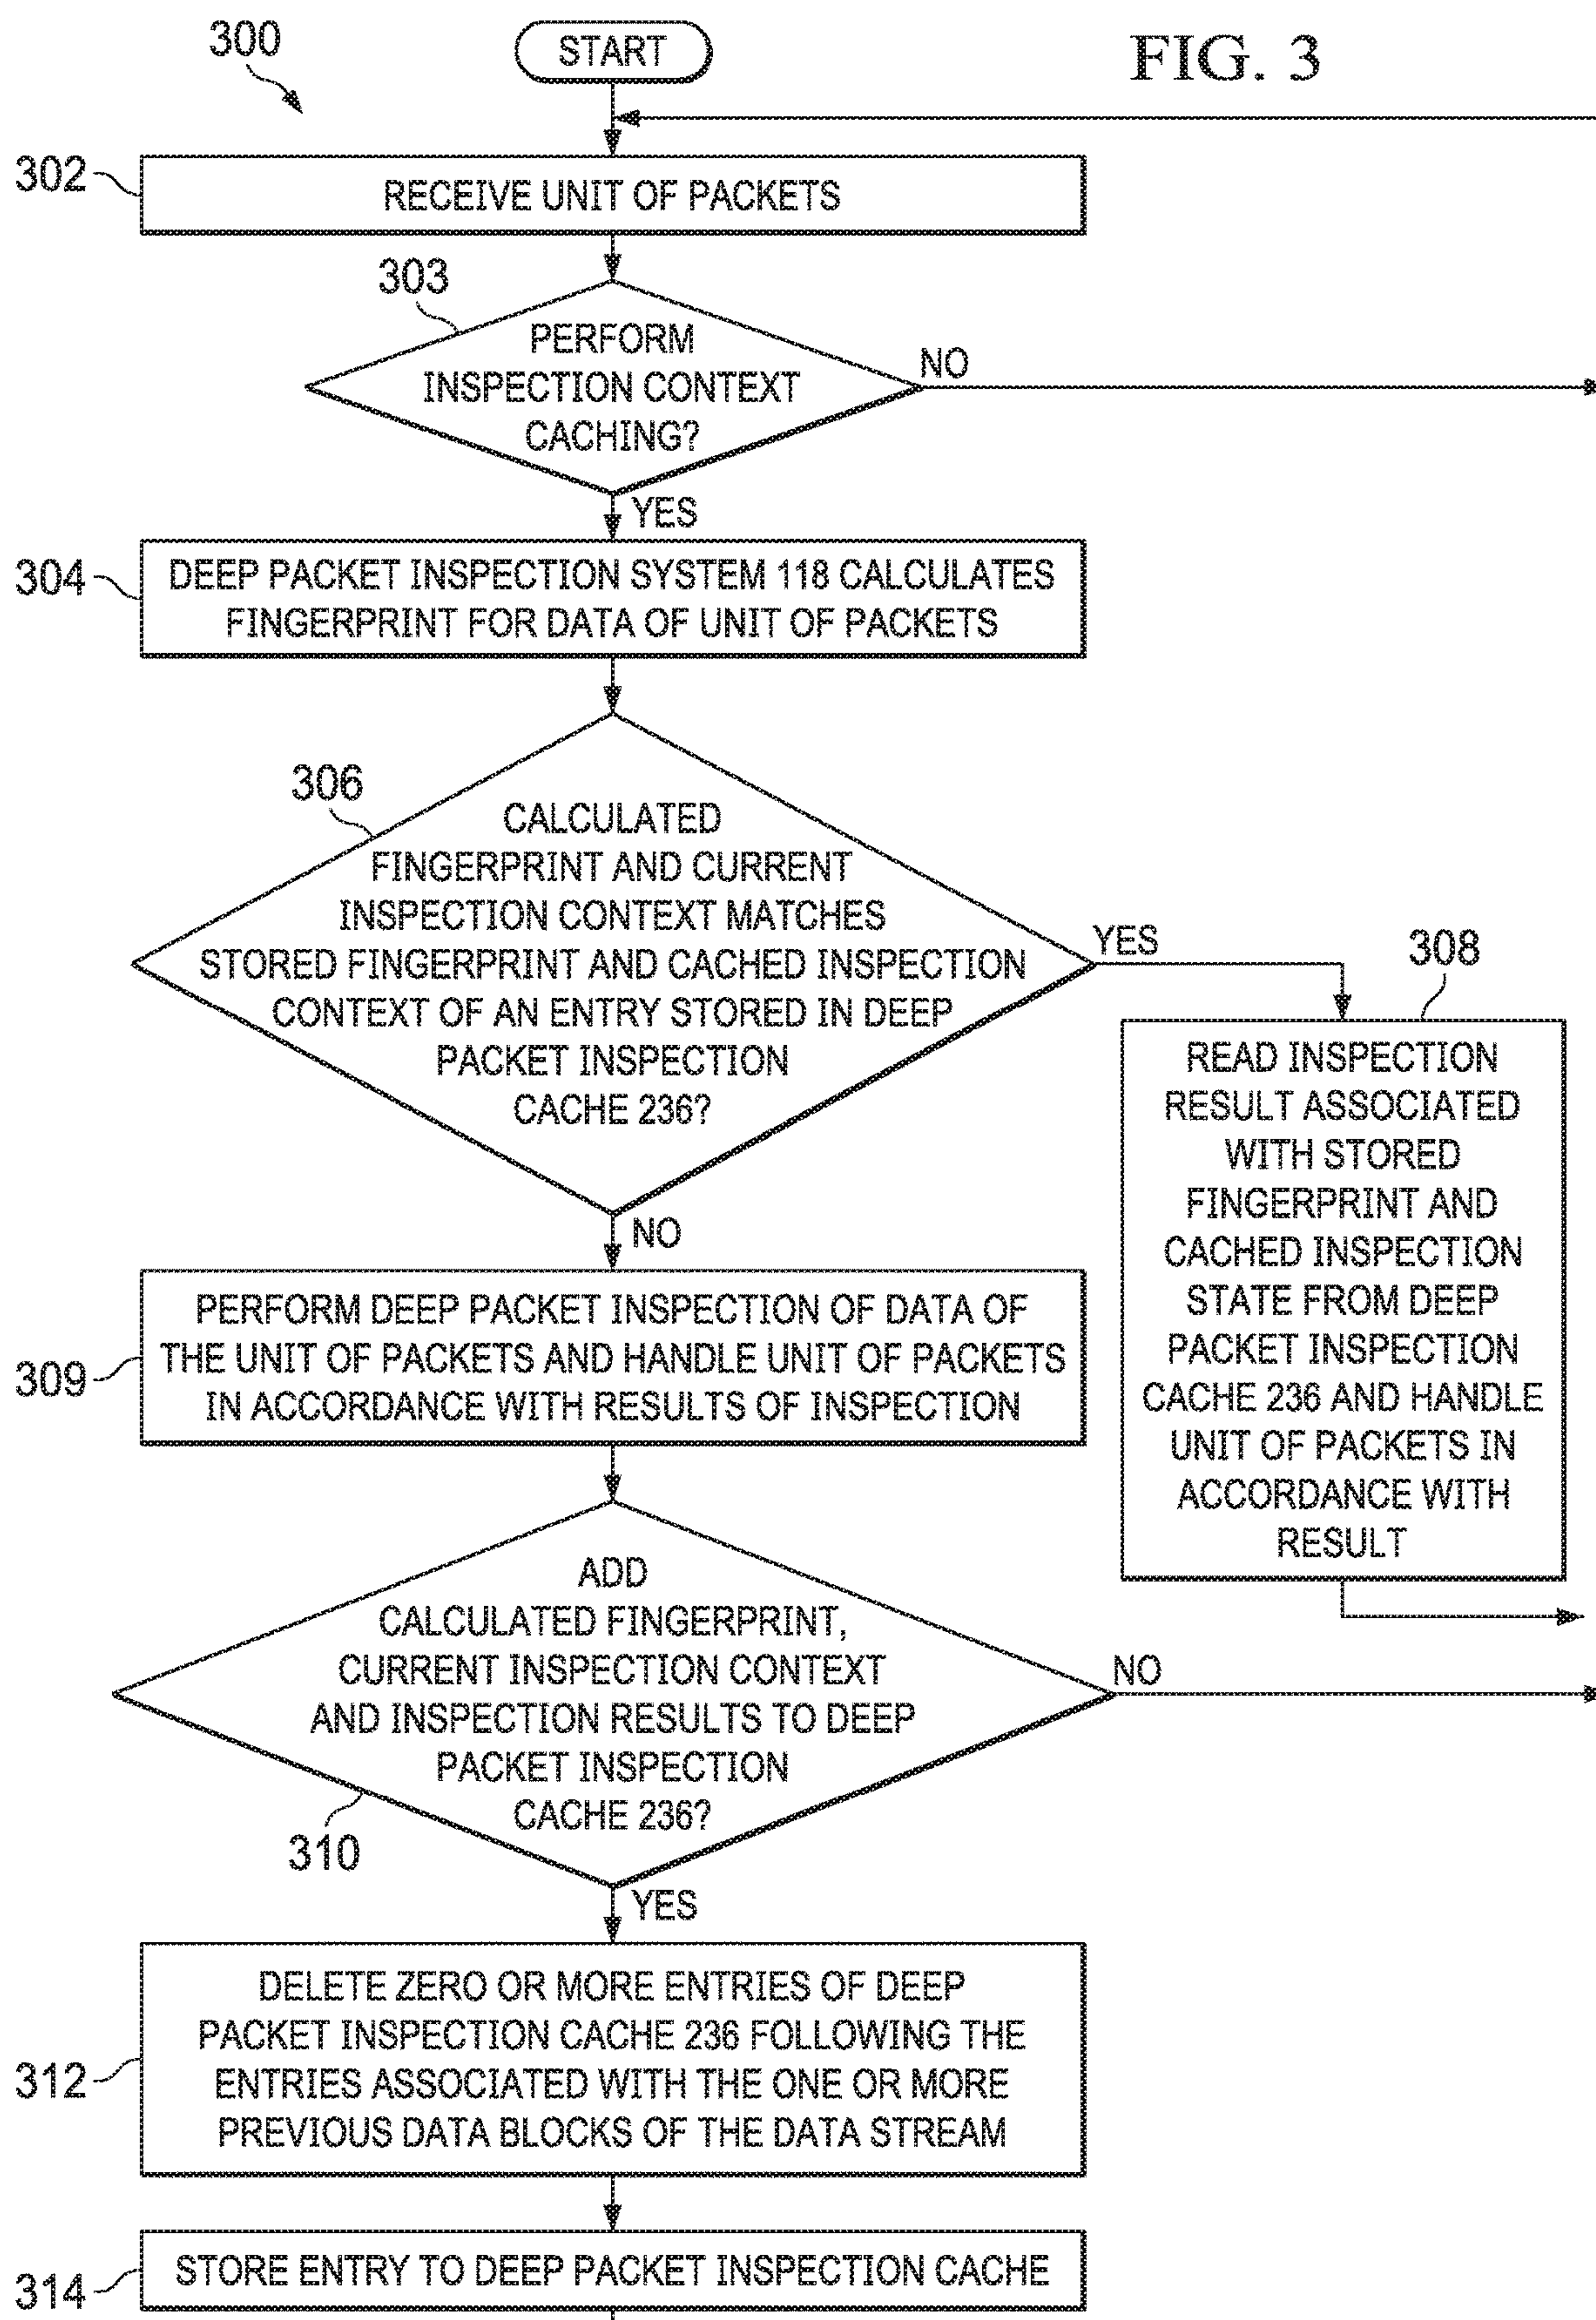 300
START
FIG. 3
302
RECEIVE UNIT OF PACKETS
303
PERFORM
INSPECTION CONTEXT
CACHING?
NO
YES
304
DEEP PACKET INSPECTION SYSTEM 118 CALCULATES
FINGERPRINT FOR DATA OF UNIT OF PACKETS
306
CALCULATED
FINGERPRINT AND CURRENT
INSPECTION CONTEXT MATCHES
STORED FINGERPRINT AND CACHED INSPECTION
CONTEXT OF AN ENTRY STORED IN DEEP
PACKET INSPECTION
CACHE 236?
YES
308
READ INSPECTION
RESULT ASSOCIATED
WITH STORED
FINGERPRINT AND
CACHED INSPECTION
STATE FROM DEEP
PACKET INSPECTION
CACHE 236 AND HANDLE
UNIT OF PACKETS IN
ACCORDANCE WITH
RESULT
NO
309
PERFORM DEEP PACKET INSPECTION OF DATA OF
THE UNIT OF PACKETS AND HANDLE UNIT OF PACKETS
IN ACCORDANCE WITH RESULTS OF INSPECTION
ADD
CALCULATED FINGERPRINT,
CURRENT INSPECTION CONTEXT
AND INSPECTION RESULTS TO DEEP
PACKET INSPECTION
CACHE 236?
NO
310
YES
312
DELETE ZERO OR MORE ENTRIES OF DEEP
PACKET INSPECTION CACHE 236 FOLLOWING THE
ENTRIES ASSOCIATED WITH THE ONE OR MORE
PREVIOUS DATA BLOCKS OF THE DATA STREAM
314
STORE ENTRY TO DEEP PACKET INSPECTION CACHE